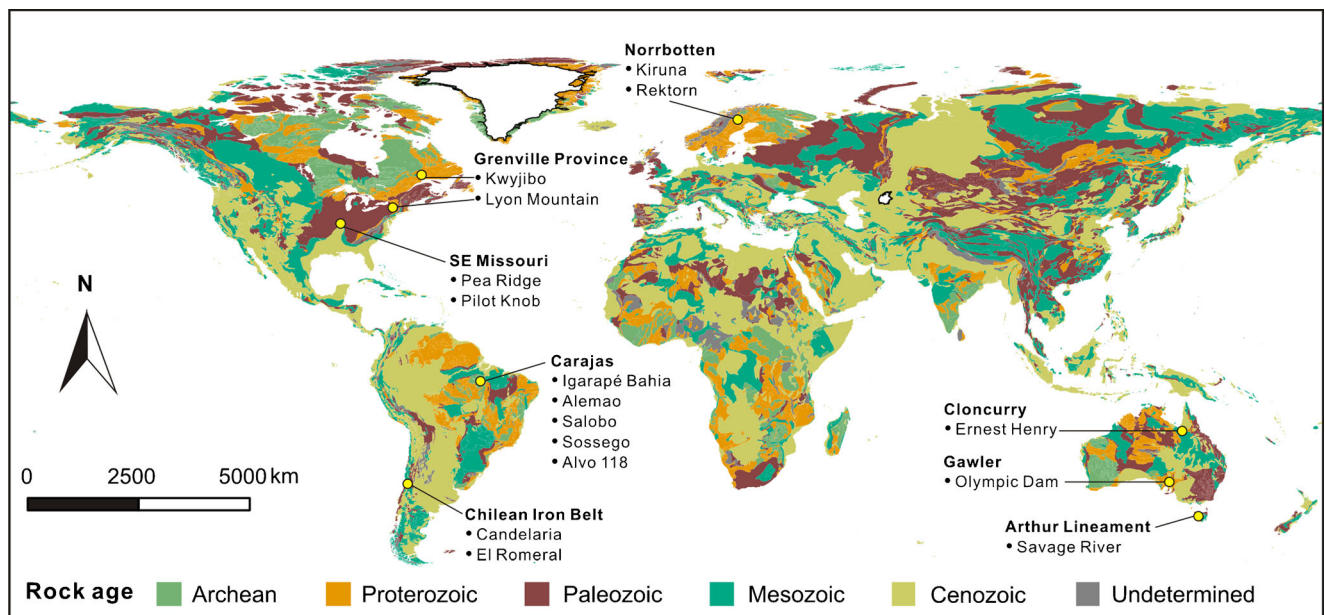 Norrbotten
• Kiruna
• Rektorn
Grenville Province
• Kwyjibo
• Lyon Mountain
SE Missouri
• Pea Ridge
• Pilot Knob
N
Carajas
• Igarapé Bahia
• Alemao
• Salobo
• Sossego
• Alvo 118
Cloncurry
• Ernest Henry
Gawler
• Olympic Dam
Arthur Lineament
• Savage River
0 2500 5000 km
Chilean Iron Belt
• Candelaria
• El Romeral
Rock age Archean Proterozoic Paleozoic Mesozoic Cenozoic Undetermined